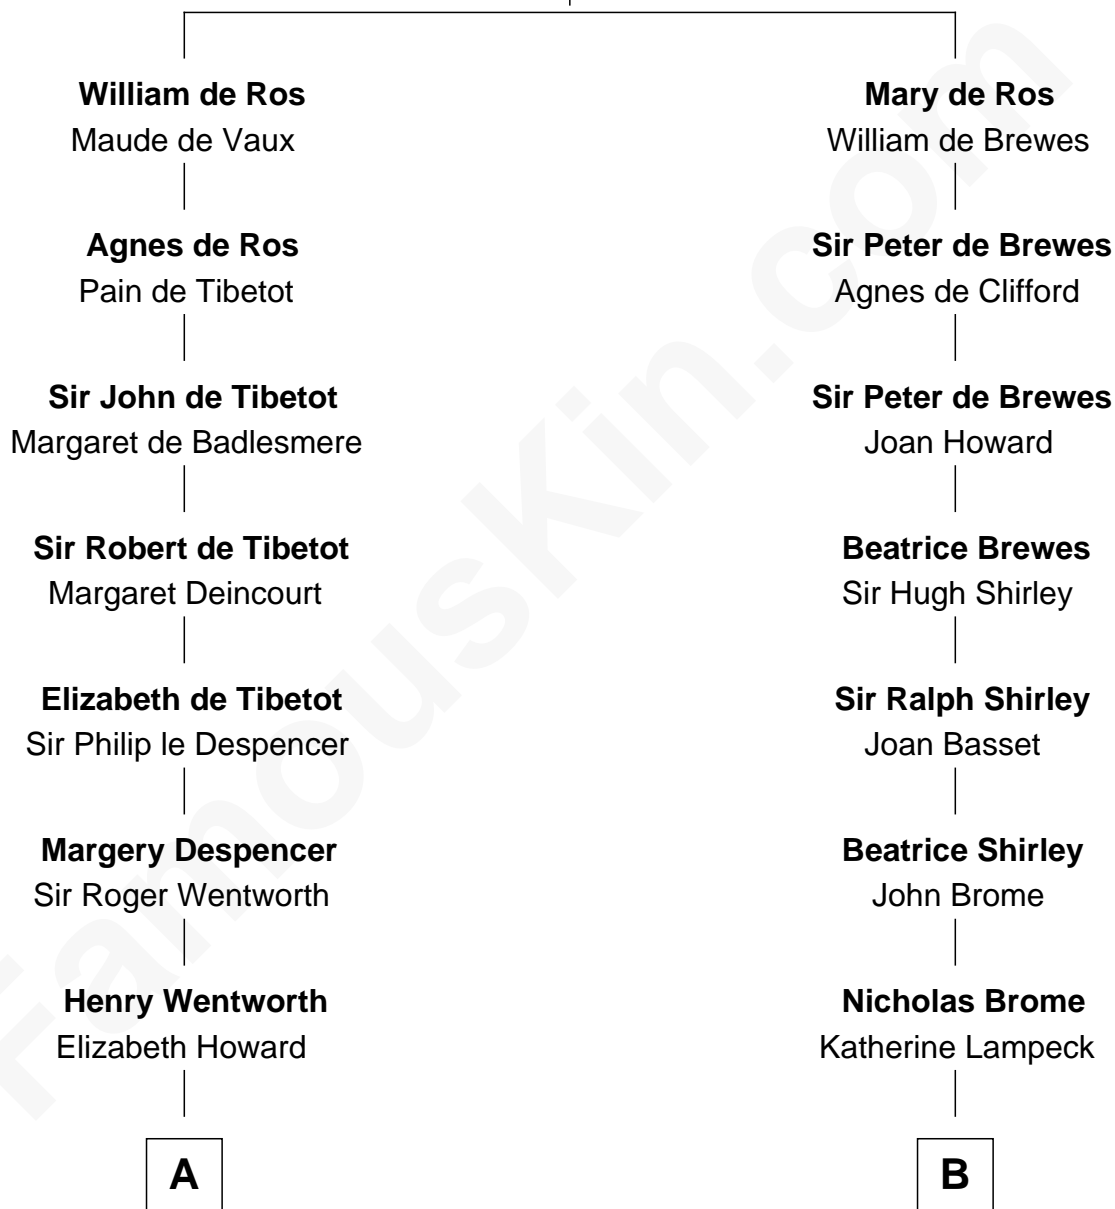 William de Ros
Maude de Vaux
Agnes de Ros
Pain de Tibetot
Sir John de Tibetot
Margaret de Badlesmere
Sir Robert de Tibetot
Margaret Deincourt
Elizabeth de Tibetot
Sir Philip le Despencer
Margery Despencer
Sir Roger Wentworth
Henry Wentworth
Elizabeth Howard
A
Mary de Ros
William de Brewes
Sir Peter de Brewes
Agnes de Clifford
Sir Peter de Brewes
Joan Howard
Beatrice Brewes
Sir Hugh Shirley
Sir Ralph Shirley
Joan Basset
Beatrice Shirley
John Brome
Nicholas Brome
Katherine Lampeck
B
FamousKin.com